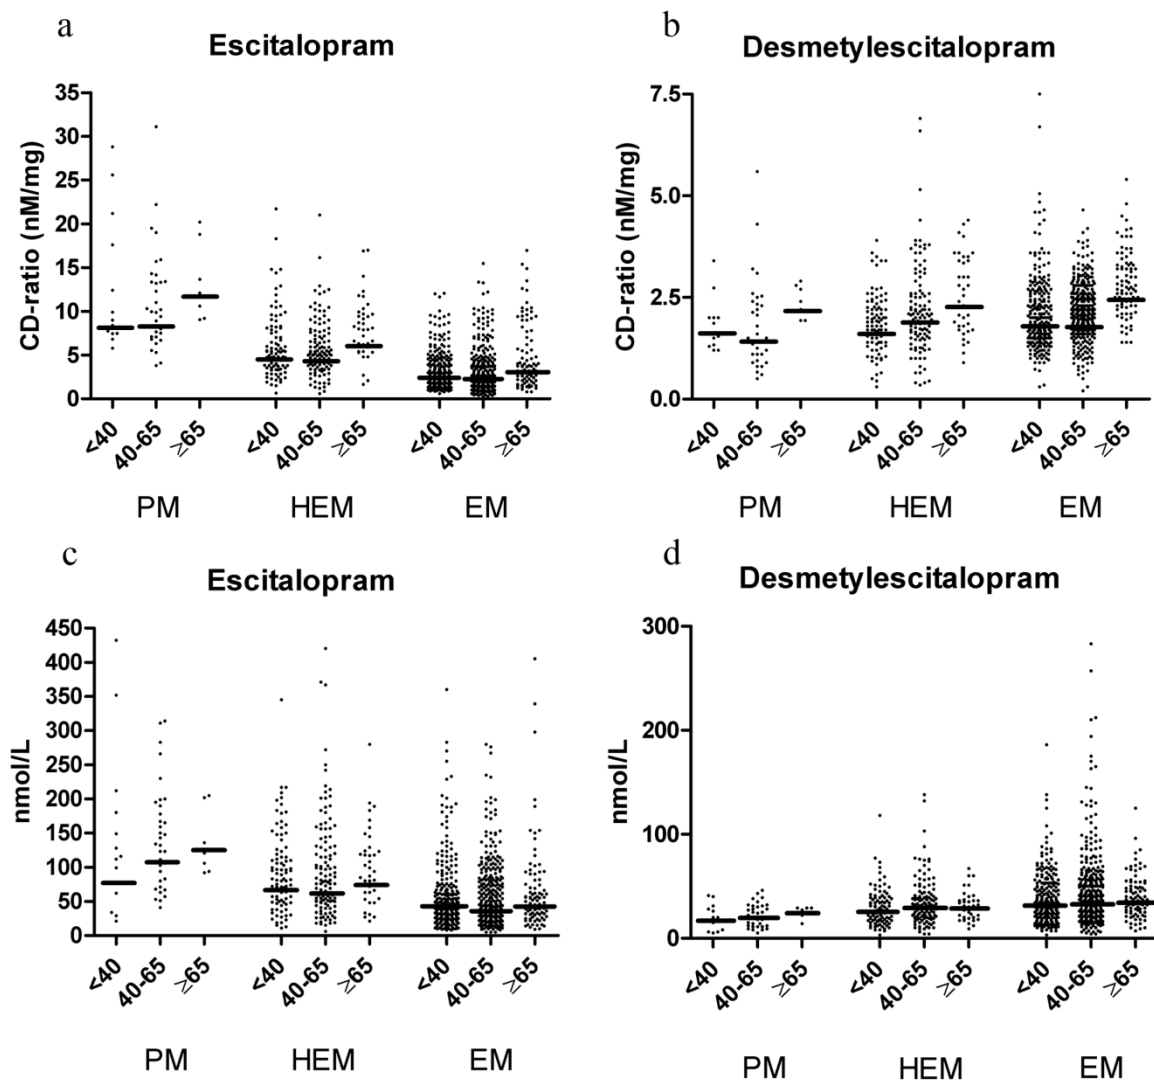 a
Escitalopram
CD-ratio (nM/mg)
35
30
25
20
15
10
5
0
<40
40-65
≥65
<40
40-65
≥65
<40
40-65
≥65
PM
HEM
EM
b
Desmetylescitalopram
CD-ratio (nM/mg)
7.5
5.0
2.5
0.0
<40
40-65
≥65
<40
40-65
≥65
<40
40-65
≥65
PM
HEM
EM
c
Escitalopram
nmol/L
450
400
350
300
250
200
150
100
50
0
<40
40-65
≥65
<40
40-65
≥65
<40
40-65
≥65
PM
HEM
EM
d
Desmetylescitalopram
nmol/L
300
200
100
0
<40
40-65
≥65
<40
40-65
≥65
<40
40-65
≥65
PM
HEM
EM